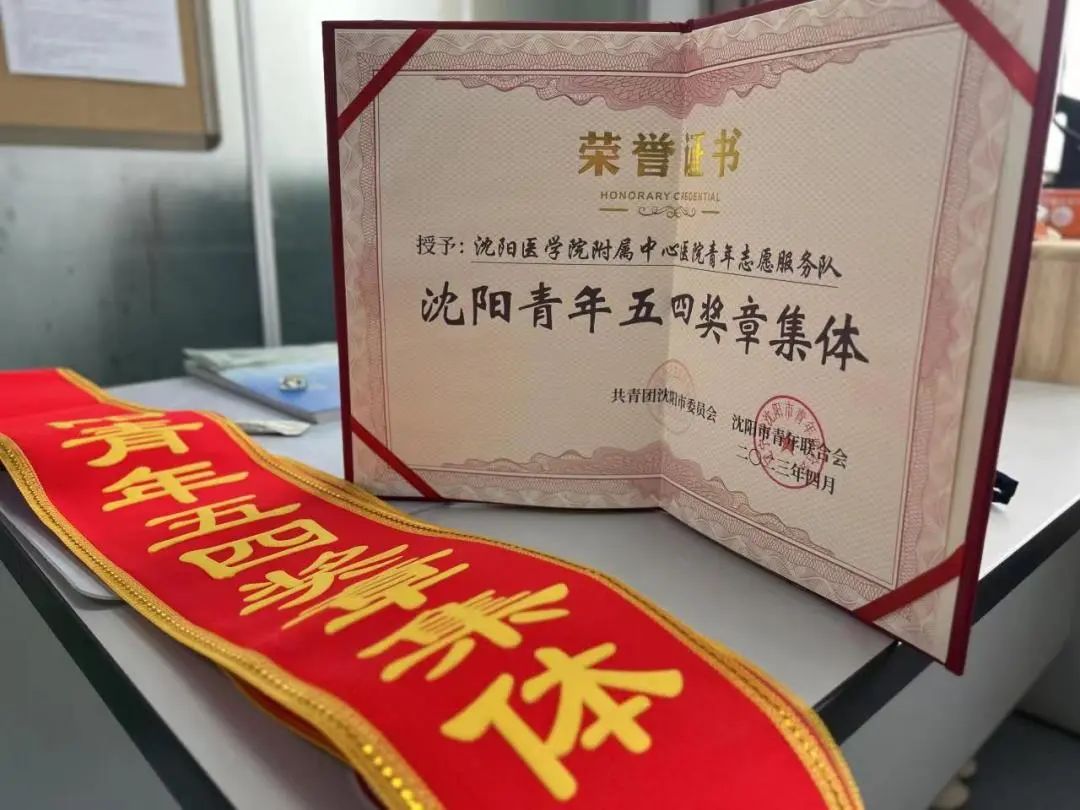 荣誉证书
HONORARY CREDENTIAL
授予：沈阳医学院附属中心医院青年志愿服务队
沈阳青年五四奖章集体
共青团沈阳市委员会 沈阳市青年联合会
二〇二三年四月
青年五四奖章集体